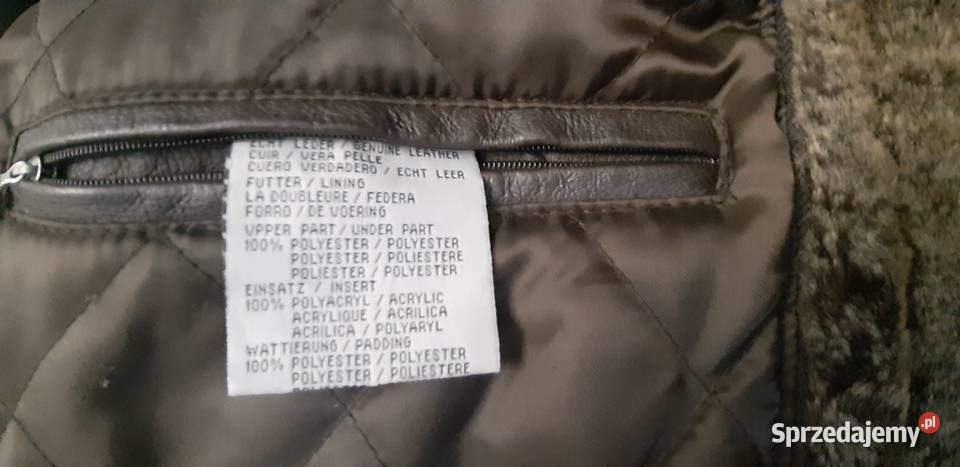 ECHT LEDER / GENUINE LEATHER
CUIR / VERA PELLE
CUERO VERDADERO / ECHT LEER
FUTTER / LINING
LA DOUBLEURE / FEDERA
FORRO / DE VOERING
UPPER PART / UNDER PART
100% POLYESTER / POLYESTER
POLYESTER / POLIESTERE
POLIESTER / POLYESTER
EINSATZ / INSERT
100% POLYACRYL / ACRYLIC
ACRYLIQUE / ACRILICA
ACRILICA / POLYARYL
WATTIERUNG / PADDING
100% POLYESTER / POLYESTER
POLYESTER / POLIESTERE
Sprzedajemy.pl